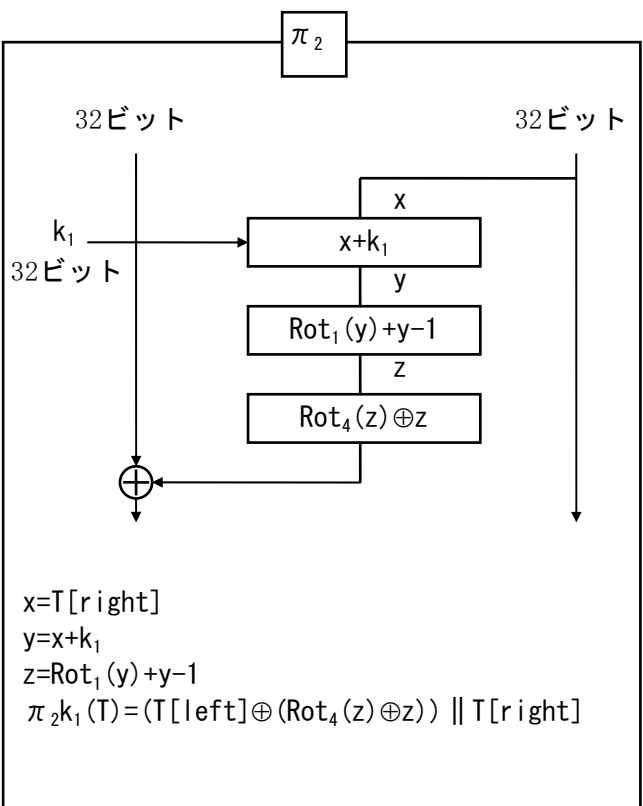 π₂
32ビット 32ビット
x
k₁ x+k₁
32ビット
y
Rot₁(y)+y-1
z
Rot₄(z)⊕z
x=T[right]
y=x+k₁
z=Rot₁(y)+y-1
π₂k₁(T)=(T[left]⊕(Rot₄(z)⊕z))‖T[right]